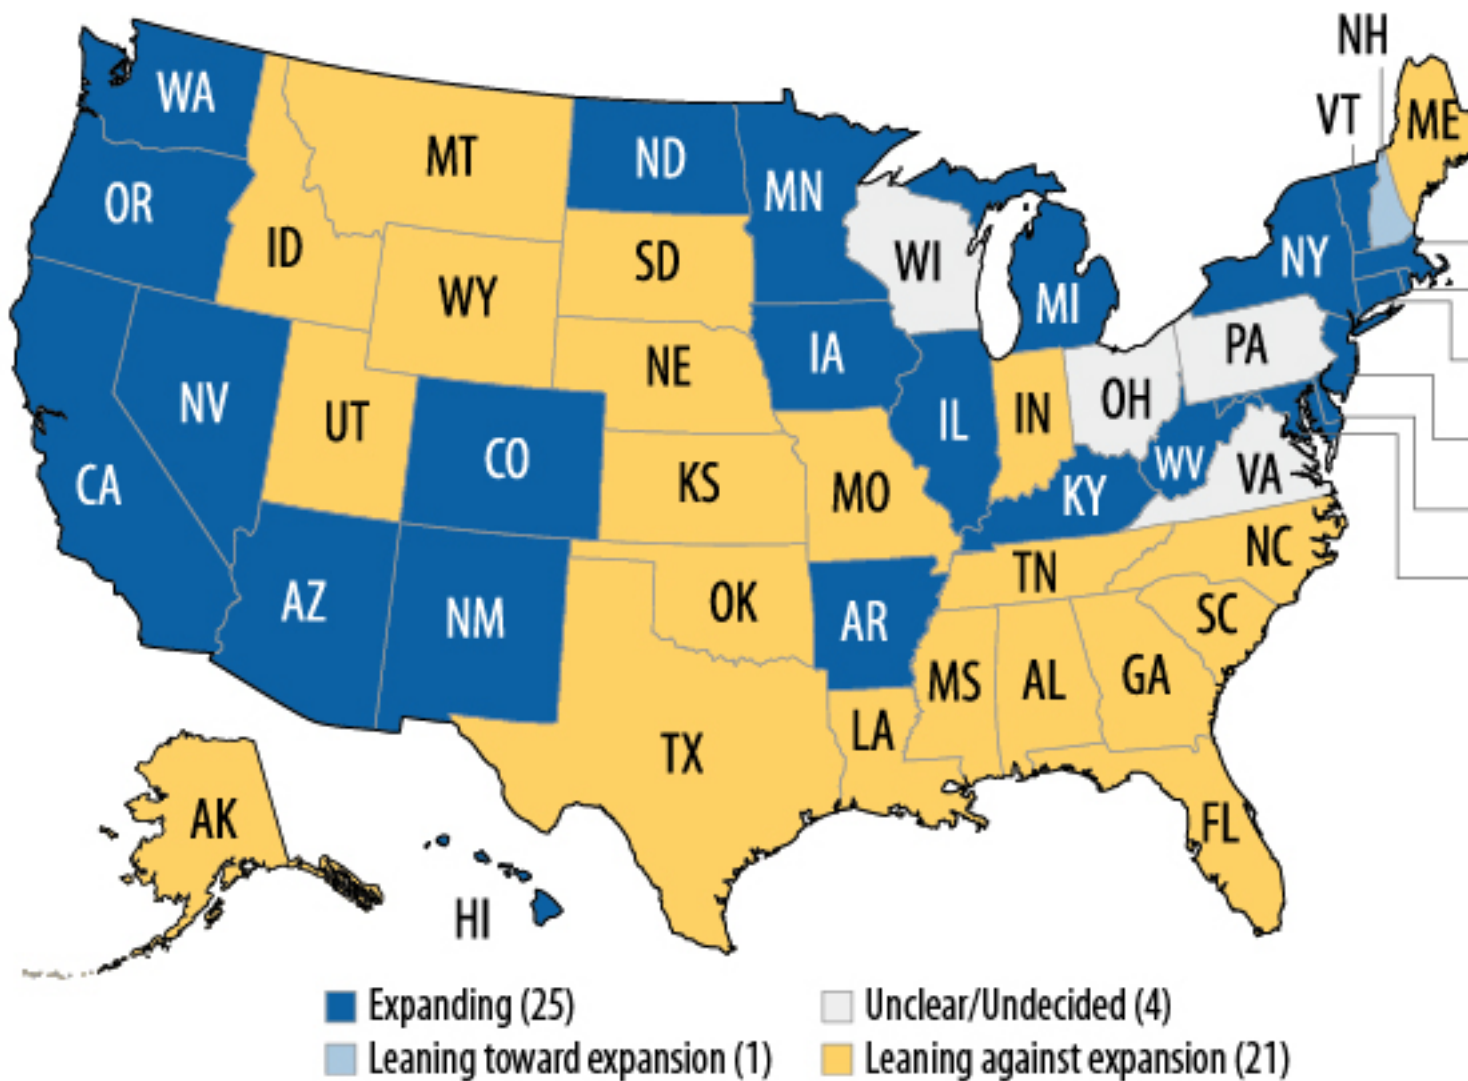 NH
VT
ME
WA
MT
ND
MN
OR
ID
WI
NY
SD
WY
MI
PA
IA
NE
OH
NV
UT
IL
IN
CO
WV
VA
CA
KS
MO
KY
NC
TN
AZ
OK
NM
AR
SC
MS
AL
GA
LA
TX
AK
FL
HI
Expanding (25)
Unclear/Undecided (4)
Leaning toward expansion (1)
Leaning against expansion (21)